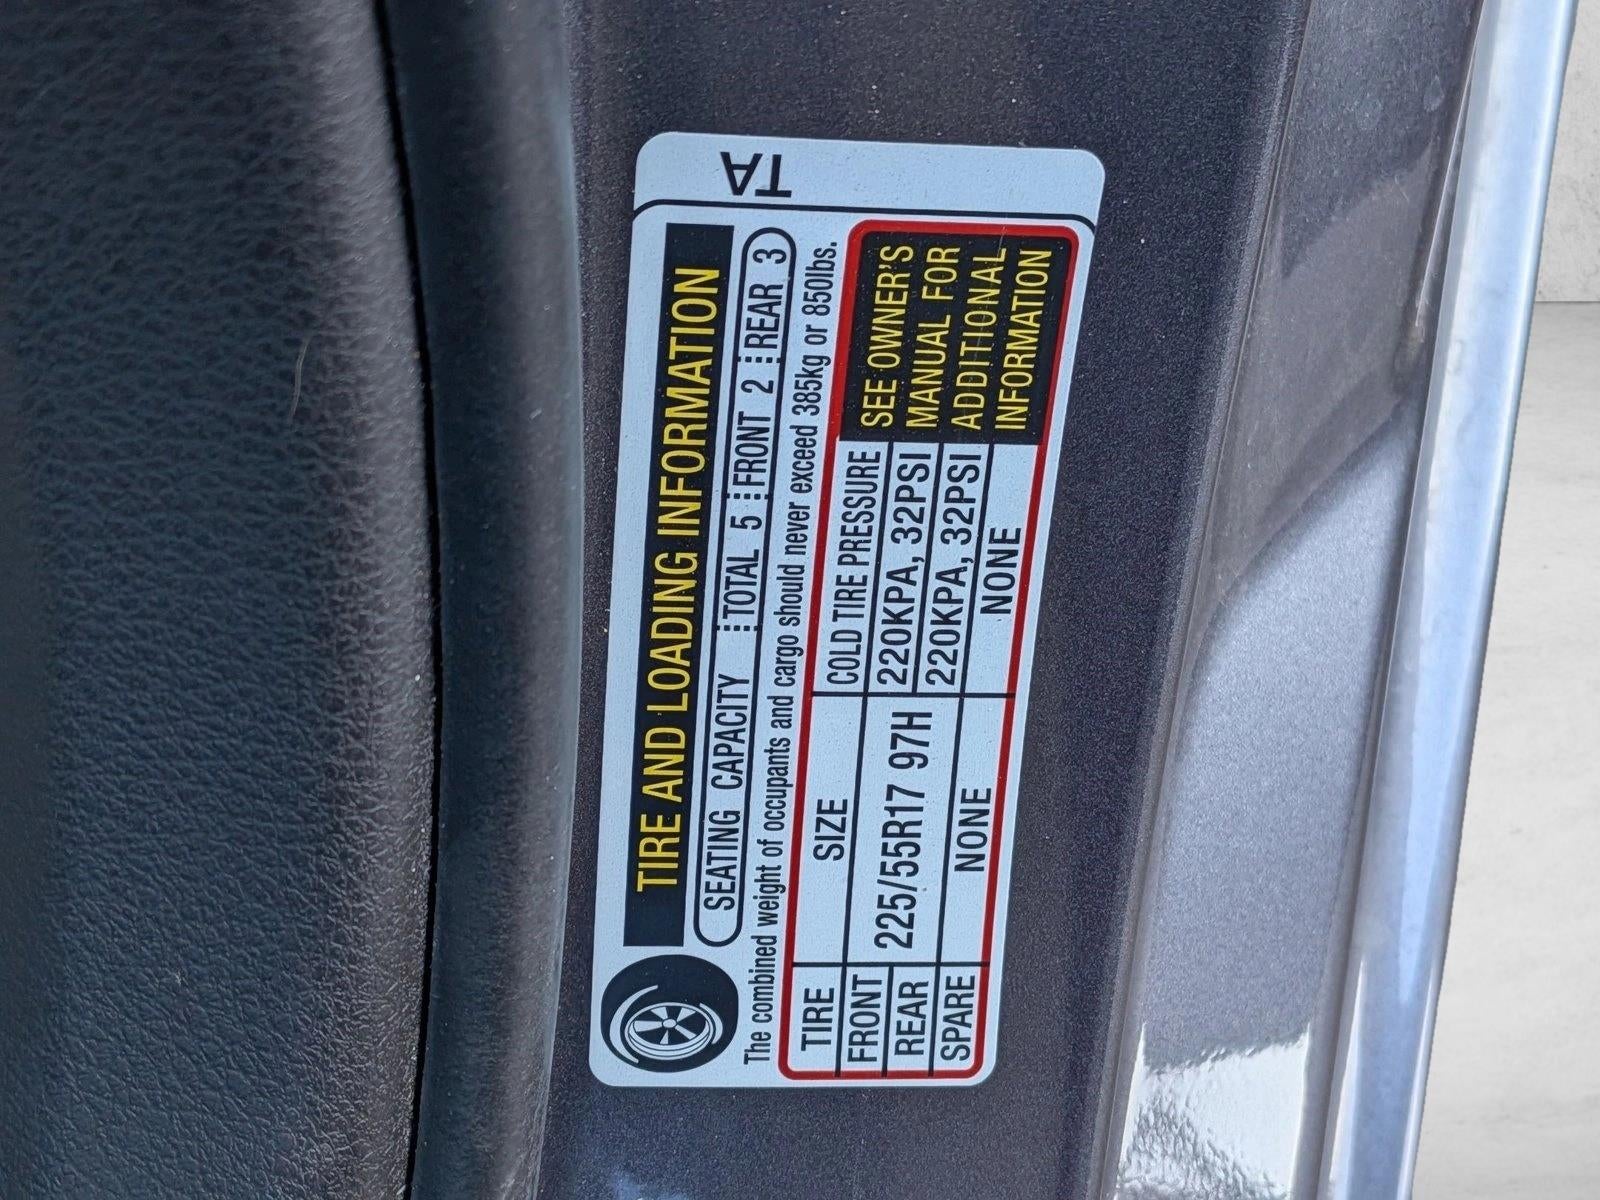 TA
TIRE AND LOADING INFORMATION
SEATING CAPACITY TOTAL 5 FRONT 2 REAR 3
The combined weight of occupants and cargo should never exceed 385kg or 850lbs.
TIRE SIZE COLD TIRE PRESSURE
FRONT 225/55R17 97H 220KPA, 32PSI
REAR 220KPA, 32PSI
SPARE NONE NONE
SEE OWNER'S
MANUAL FOR
ADDITIONAL
INFORMATION